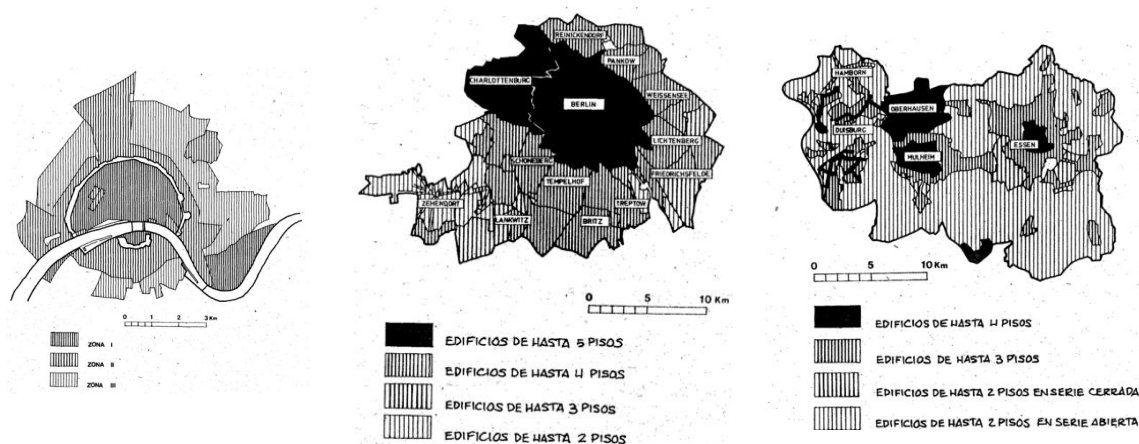 0 1 2 3 Km
ZONA I
ZONA II
ZONA III
REINICKENDORF
PANKOW
CHARLOTTENBURG
BERLIN
WEISSENSEE
LICHTENBERG
SCHONEBERG
FRIEDRICHSFELDE
TEMPELHOF
ZEHENDORT
TREPTOW
LANKWITZ
BRITZ
0 5 10 Km
EDIFICIOS DE HASTA 5 PISOS
EDIFICIOS DE HASTA 4 PISOS
EDIFICIOS DE HASTA 3 PISOS
EDIFICIOS DE HASTA 2 PISOS
HAMBORN
OBERHAUSEN
DUISBURG
ESSEN
MULHEIM
0 5 10 Km
EDIFICIOS DE HASTA 4 PISOS
EDIFICIOS DE HASTA 3 PISOS
EDIFICIOS DE HASTA 2 PISOS EN SERIE CERRADA
EDIFICIOS DE HASTA 2 PISOS EN SERIE ABIERTA